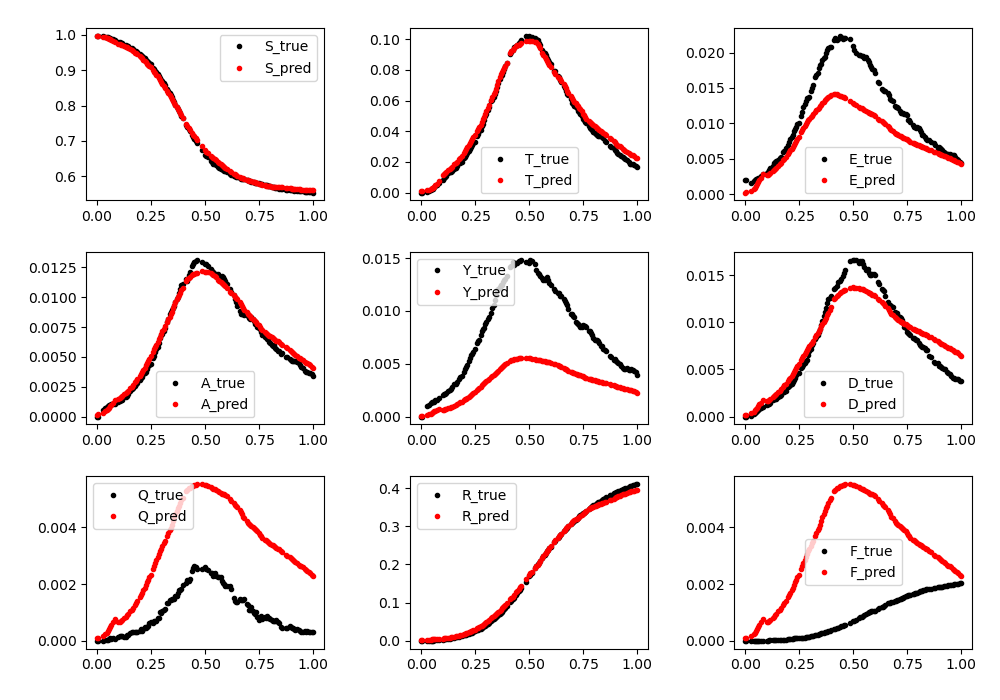 1.0
0.9
0.8
0.7
0.6
S_true
S_pred
0.00 0.25 0.50 0.75 1.00
0.10
0.08
0.06
0.04
0.02
0.00
T_true
T_pred
0.00 0.25 0.50 0.75 1.00
0.020
0.015
0.010
0.005
0.000
E_true
E_pred
0.00 0.25 0.50 0.75 1.00
0.0125
0.0100
0.0075
0.0050
0.0025
0.0000
A_true
A_pred
0.00 0.25 0.50 0.75 1.00
0.015
0.010
0.005
0.000
Y_true
Y_pred
0.00 0.25 0.50 0.75 1.00
0.015
0.010
0.005
0.000
D_true
D_pred
0.00 0.25 0.50 0.75 1.00
0.004
0.002
0.000
Q_true
Q_pred
0.00 0.25 0.50 0.75 1.00
0.4
0.3
0.2
0.1
0.0
R_true
R_pred
0.00 0.25 0.50 0.75 1.00
0.004
0.002
0.000
F_true
F_pred
0.00 0.25 0.50 0.75 1.00